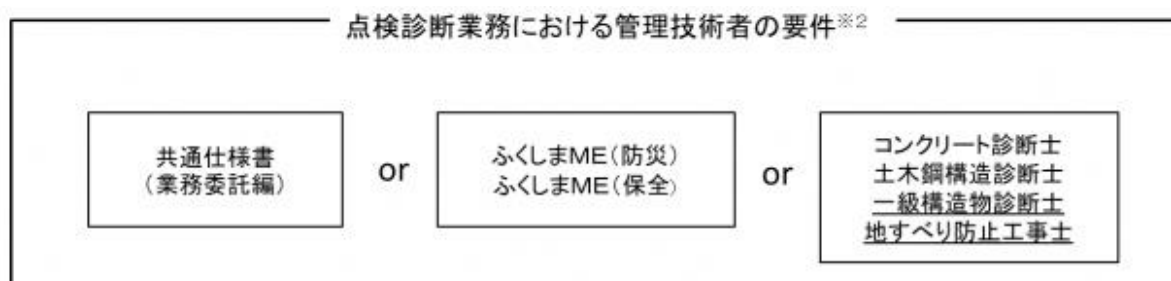 点検診断業務における管理技術者の要件※2
共通仕様書
（業務委託編）
or
ふくしまME（防災）
ふくしまME（保全）
or
コンクリート診断士
土木鋼構造診断士
一級構造物診断士
地すべり防止工事士